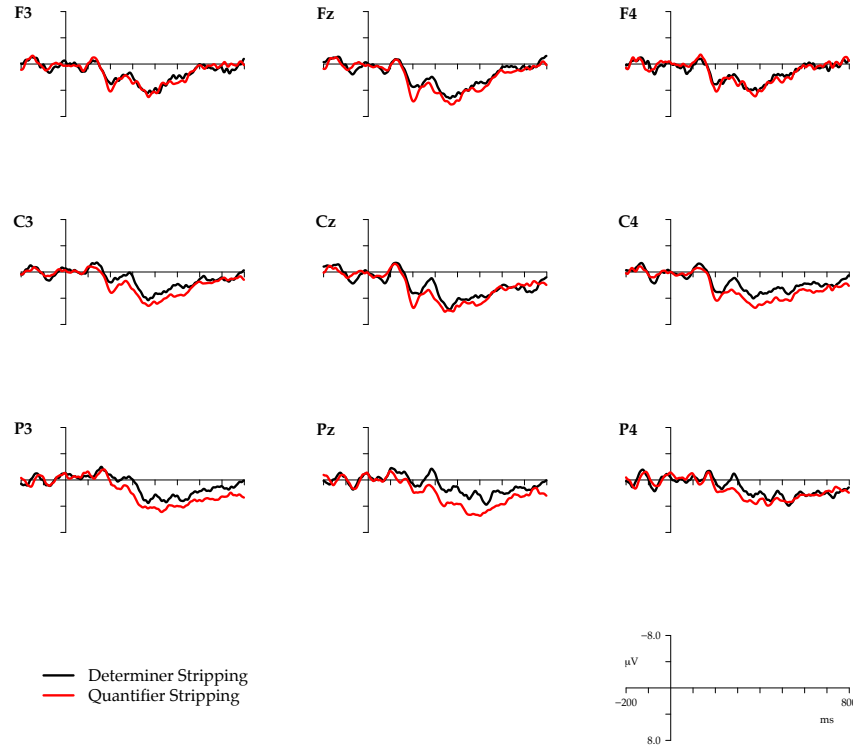 F3 Fz F4
C3 Cz C4
P3 Pz P4
−8.0
μV
Determiner Stripping
Quantifier Stripping
−200 800
ms
8.0